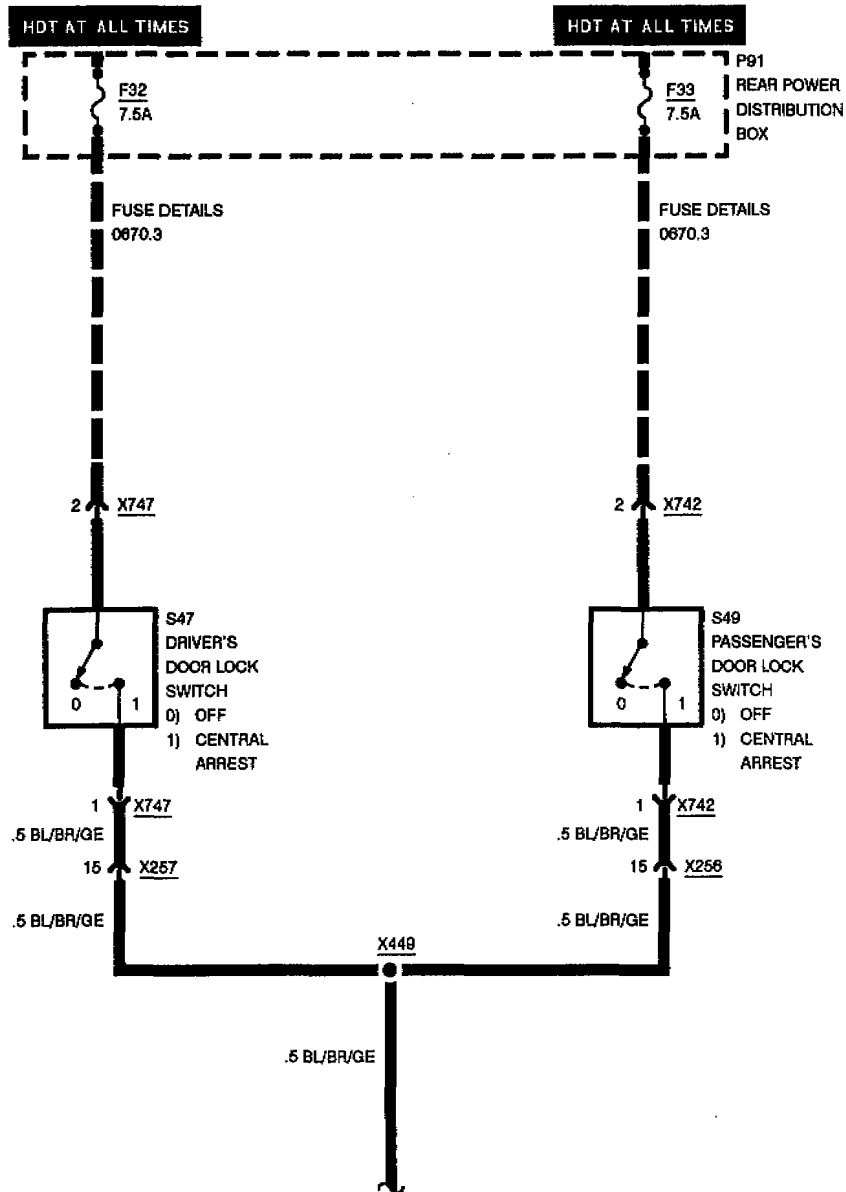 HOT AT ALL TIMES
HOT AT ALL TIMES
P91
REAR POWER
DISTRIBUTION
BOX
F32
7.5A
F33
7.5A
FUSE DETAILS
0670.3
FUSE DETAILS
0670.3
2 X747
2 X742
S47
DRIVER'S
DOOR LOCK
SWITCH
0) OFF
1) CENTRAL
ARREST
0 1
S49
PASSENGER'S
DOOR LOCK
SWITCH
0) OFF
1) CENTRAL
ARREST
0 1
1 X747
.5 BL/BR/GE
15 X257
.5 BL/BR/GE
1 X742
.5 BL/BR/GE
15 X256
.5 BL/BR/GE
X449
.5 BL/BR/GE